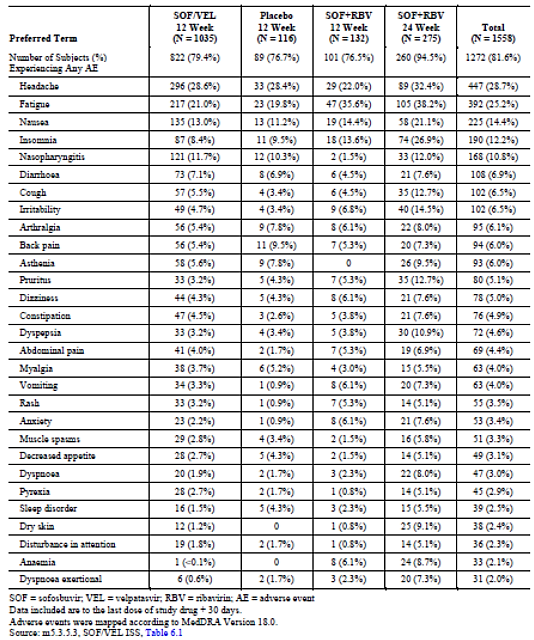 Preferred Term SOF/VEL 12 Week (N = 1035) Placebo 12 Week (N = 116) SOF+RBV 12 Week (N = 132) SOF+RBV 24 Week (N = 275) Total (N = 1558)
Number of Subjects (%) Experiencing Any AE 822 (79.4%) 89 (76.7%) 101 (76.5%) 260 (94.5%) 1272 (81.6%)
Headache 296 (28.6%) 33 (28.4%) 29 (22.0%) 89 (32.4%) 447 (28.7%)
Fatigue 217 (21.0%) 23 (19.8%) 47 (35.6%) 105 (38.2%) 392 (25.2%)
Nausea 135 (13.0%) 13 (11.2%) 19 (14.4%) 58 (21.1%) 225 (14.4%)
Insomnia 87 (8.4%) 11 (9.5%) 18 (13.6%) 74 (26.9%) 190 (12.2%)
Nasopharyngitis 121 (11.7%) 12 (10.3%) 2 (1.5%) 33 (12.0%) 168 (10.8%)
Diarrhoea 73 (7.1%) 8 (6.9%) 6 (4.5%) 21 (7.6%) 108 (6.9%)
Cough 57 (5.5%) 4 (3.4%) 6 (4.5%) 35 (12.7%) 102 (6.5%)
Irritability 49 (4.7%) 4 (3.4%) 9 (6.8%) 40 (14.5%) 102 (6.5%)
Arthralgia 56 (5.4%) 9 (7.8%) 8 (6.1%) 22 (8.0%) 95 (6.1%)
Back pain 56 (5.4%) 11 (9.5%) 7 (5.3%) 20 (7.3%) 94 (6.0%)
Asthenia 58 (5.6%) 9 (7.8%) 0 26 (9.5%) 93 (6.0%)
Pruritus 33 (3.2%) 5 (4.3%) 7 (5.3%) 35 (12.7%) 80 (5.1%)
Dizziness 44 (4.3%) 5 (4.3%) 8 (6.1%) 21 (7.6%) 78 (5.0%)
Constipation 47 (4.5%) 3 (2.6%) 5 (3.8%) 21 (7.6%) 76 (4.9%)
Dyspepsia 33 (3.2%) 4 (3.4%) 5 (3.8%) 30 (10.9%) 72 (4.6%)
Abdominal pain 41 (4.0%) 2 (1.7%) 7 (5.3%) 19 (6.9%) 69 (4.4%)
Myalgia 38 (3.7%) 6 (5.2%) 4 (3.0%) 15 (5.5%) 63 (4.0%)
Vomiting 34 (3.3%) 1 (0.9%) 8 (6.1%) 20 (7.3%) 63 (4.0%)
Rash 33 (3.2%) 1 (0.9%) 7 (5.3%) 14 (5.1%) 55 (3.5%)
Anxiety 23 (2.2%) 1 (0.9%) 8 (6.1%) 21 (7.6%) 53 (3.4%)
Muscle spasms 29 (2.8%) 4 (3.4%) 2 (1.5%) 16 (5.8%) 51 (3.3%)
Decreased appetite 28 (2.7%) 5 (4.3%) 2 (1.5%) 14 (5.1%) 49 (3.1%)
Dyspnoea 20 (1.9%) 2 (1.7%) 3 (2.3%) 22 (8.0%) 47 (3.0%)
Pyrexia 28 (2.7%) 2 (1.7%) 1 (0.8%) 14 (5.1%) 45 (2.9%)
Sleep disorder 16 (1.5%) 5 (4.3%) 3 (2.3%) 15 (5.5%) 39 (2.5%)
Dry skin 12 (1.2%) 0 1 (0.8%) 25 (9.1%) 38 (2.4%)
Disturbance in attention 19 (1.8%) 2 (1.7%) 1 (0.8%) 14 (5.1%) 36 (2.3%)
Anaemia 1 (<0.1%) 0 8 (6.1%) 24 (8.7%) 33 (2.1%)
Dyspnoea exertional 6 (0.6%) 2 (1.7%) 3 (2.3%) 20 (7.3%) 31 (2.0%)
SOF = sofosbuvir; VEL = velpatasvir; RBV = ribavirin; AE = adverse event
Data included are to the last dose of study drug + 30 days.
Adverse events were mapped according to MedDRA Version 18.0.
Source: m5.3.5.3, SOF/VEL ISS, Table 6.1